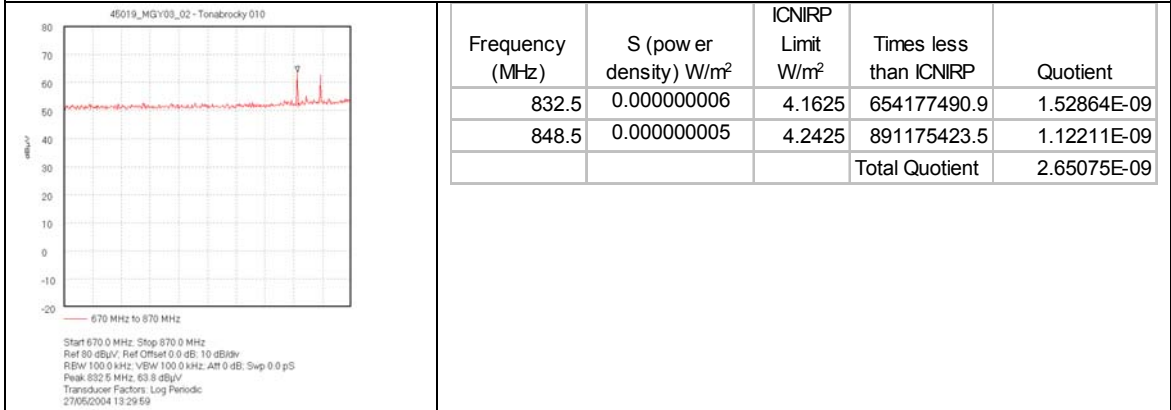 45019_MGY03_02 - Tonabrocky 010
80
70
60
50
40
30
20
10
0
-10
-20
dBµV
670 MHz to 870 MHz
Start 670.0 MHz; Stop 870.0 MHz
Ref 80 dBµV; Ref Offset 0.0 dB; 10 dB/div
RBW 100.0 kHz; VBW 100.0 kHz; Att 0 dB; Swp 0.0 pS
Peak 832.5 MHz, 63.8 dBµV
Transducer Factors: Log Periodic
27/05/2004 13:29:59
Frequency (MHz) S (power density) W/m² ICNIRP Limit W/m² Times less than ICNIRP Quotient
832.5 0.000000006 4.1625 654177490.9 1.52864E-09
848.5 0.000000005 4.2425 891175423.5 1.12211E-09
Total Quotient 2.65075E-09